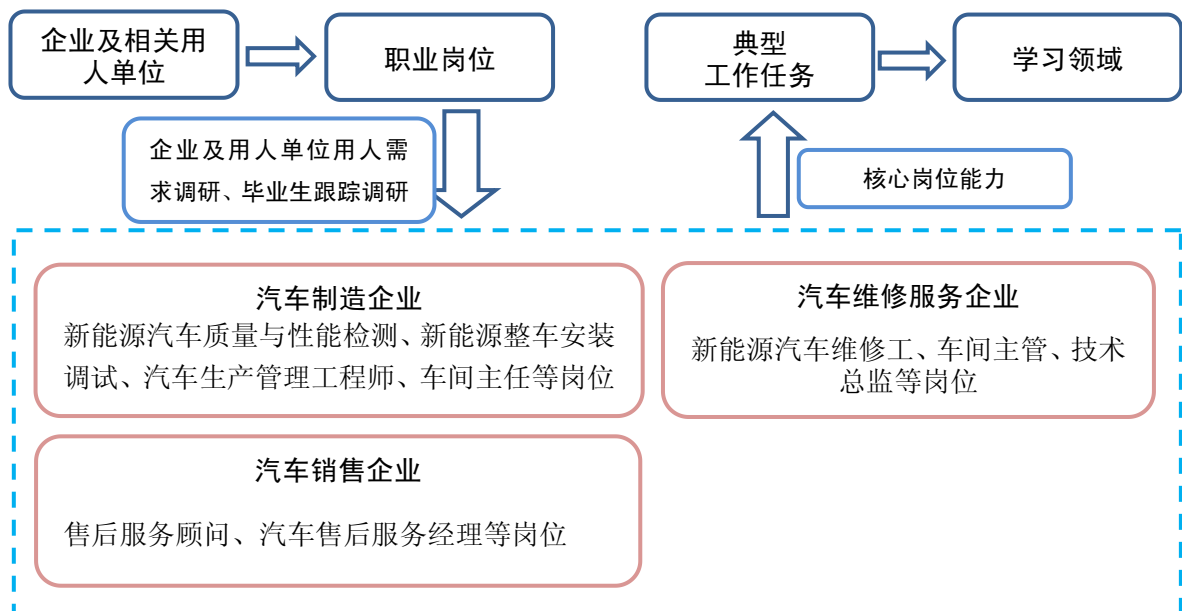 企业及相关用
人单位
职业岗位
典型
工作任务
学习领域
企业及用人单位用人需
求调研、毕业生跟踪调研
核心岗位能力
汽车制造企业
新能源汽车质量与性能检测、新能源整车安装
调试、汽车生产管理工程师、车间主任等岗位
汽车维修服务企业
新能源汽车维修工、车间主管、技术
总监等岗位
汽车销售企业
售后服务顾问、汽车售后服务经理等岗位